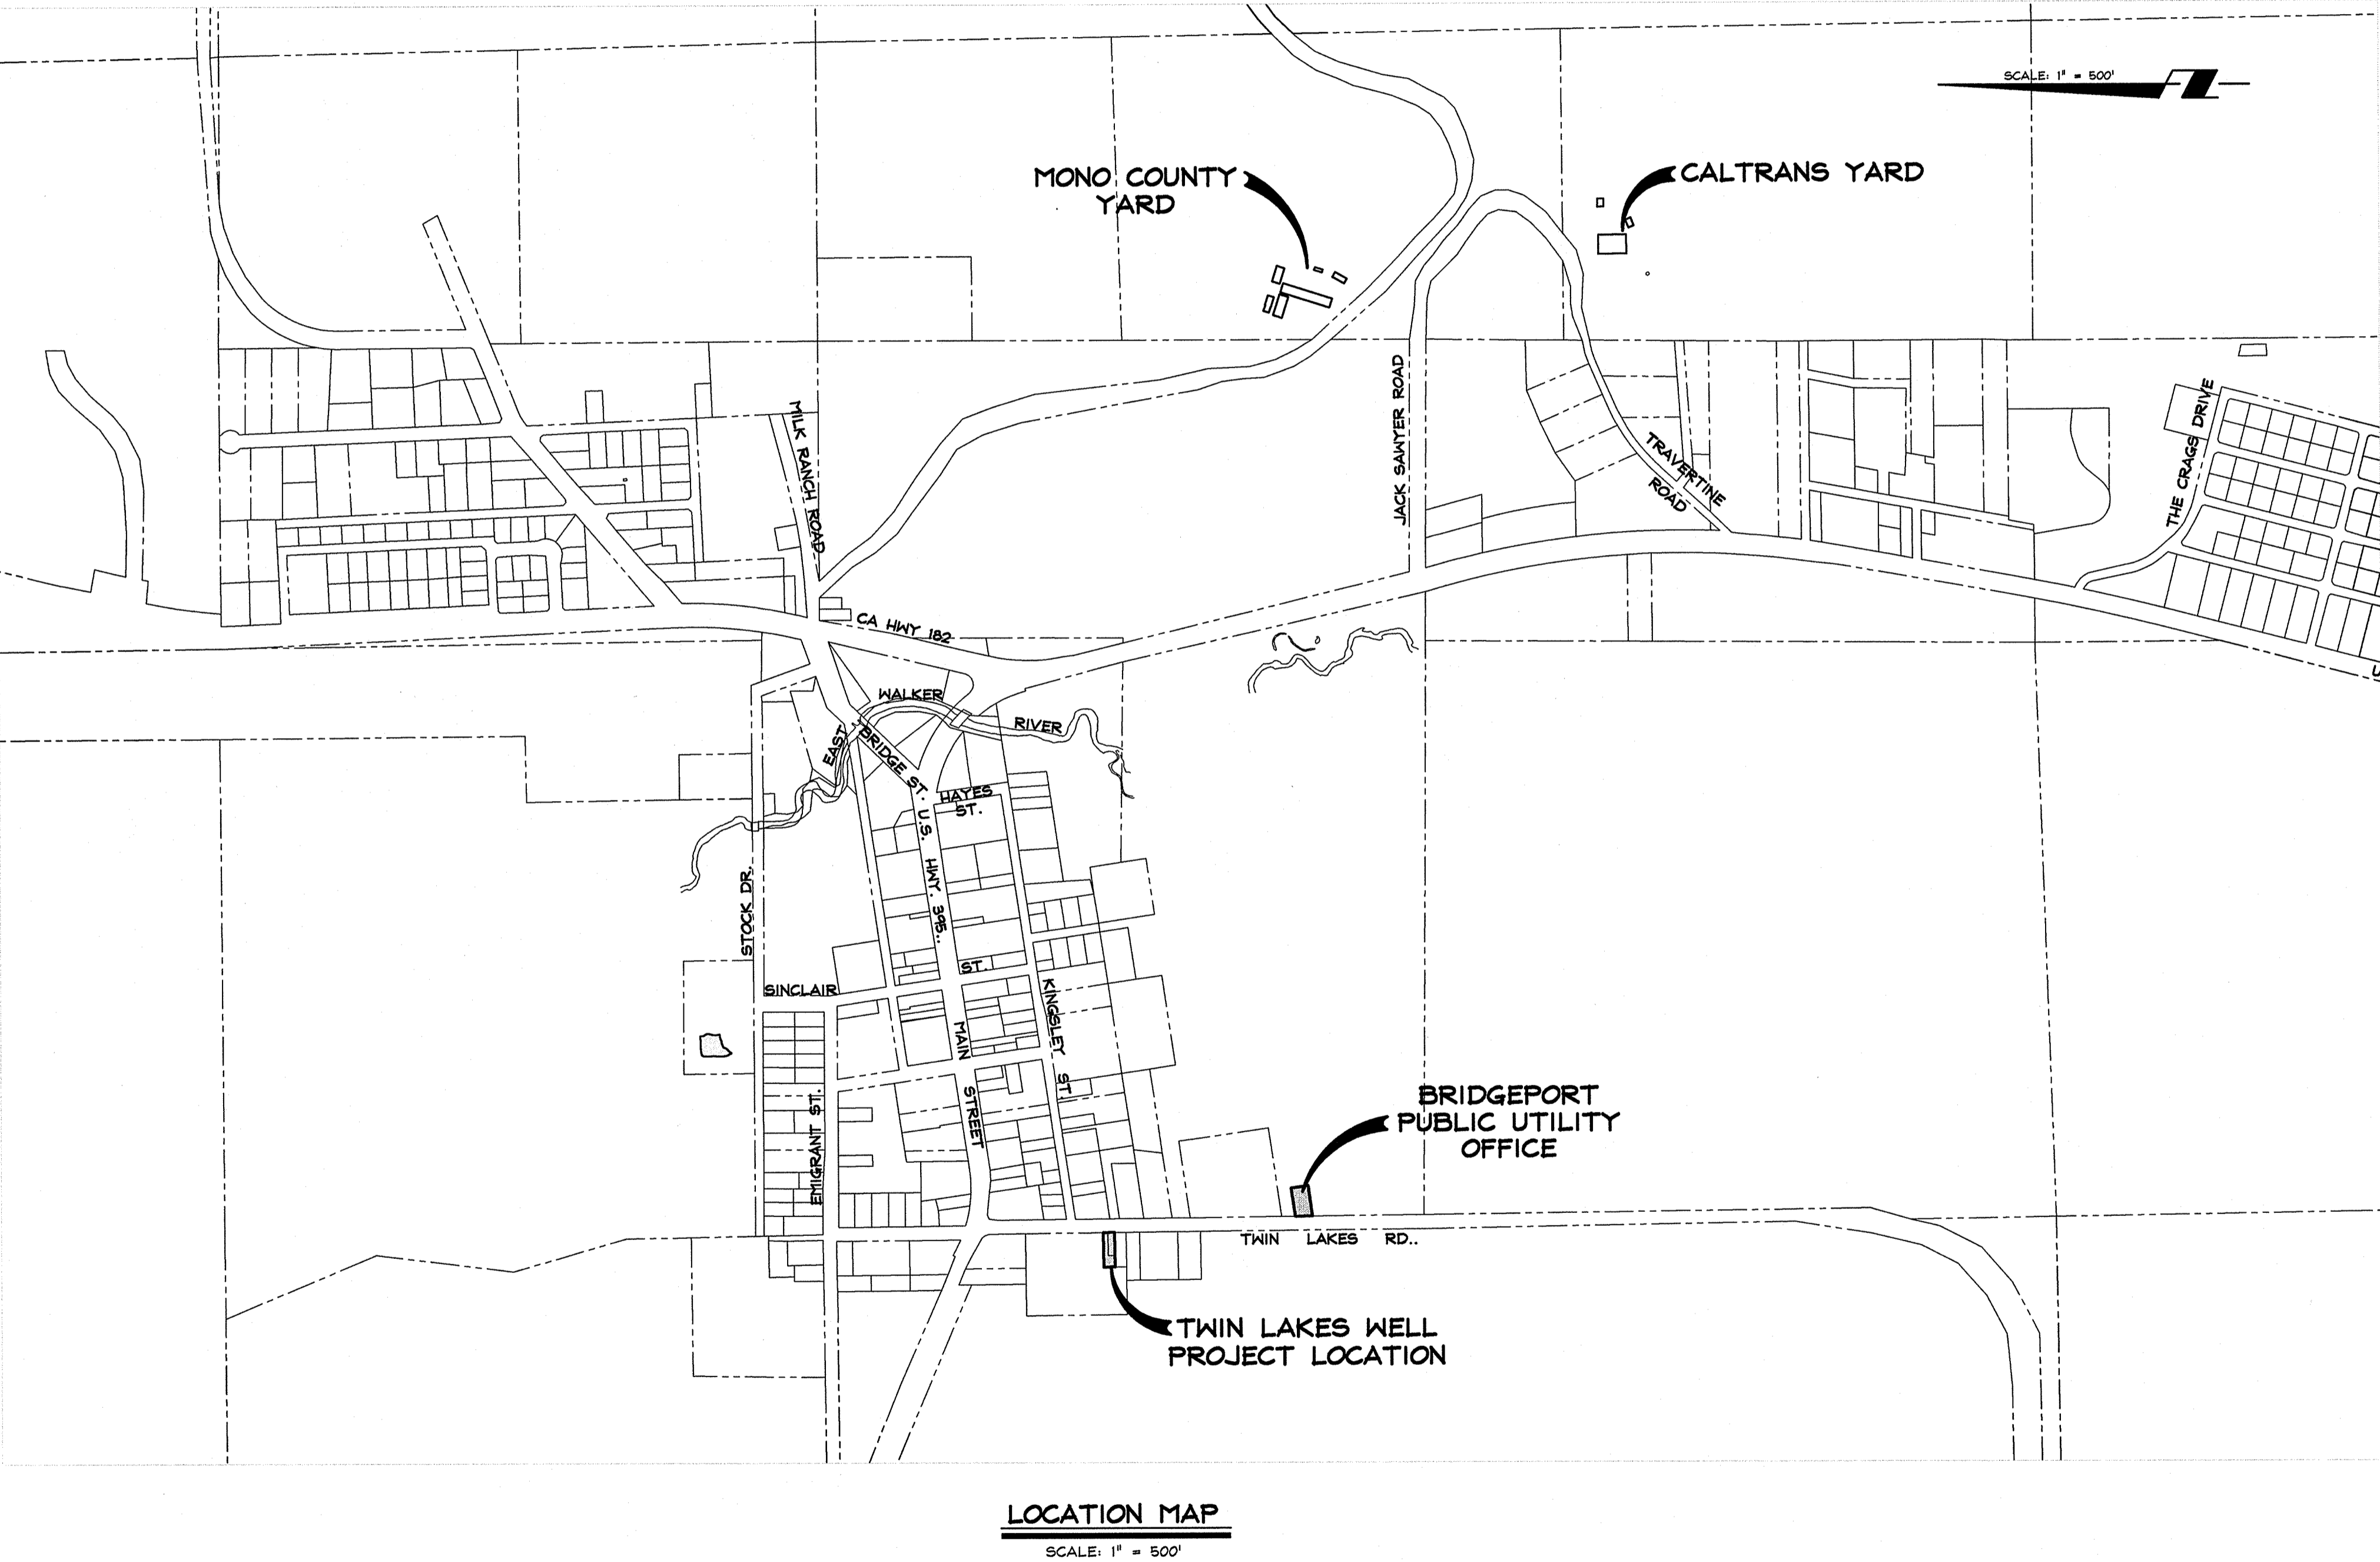 SCALE: 1" = 500'
MONO COUNTY
YARD
CALTRANS YARD
JACK SAWYER ROAD
THE CRAGS DRIVE
MILK RANCH ROAD
TRAVERTINE
ROAD
CA HWY 182
WALKER
RIVER
EAST
BRIDGE ST.
HAYES
ST.
U.S. HWY. 395..
STOCK DR.
ST.
SINCLAIR
KINGSLEY ST.
MAIN STREET
EMIGRANT ST.
BRIDGEPORT
PUBLIC UTILITY
OFFICE
TWIN LAKES RD..
TWIN LAKES WELL
PROJECT LOCATION
LOCATION MAP
SCALE: 1" = 500'